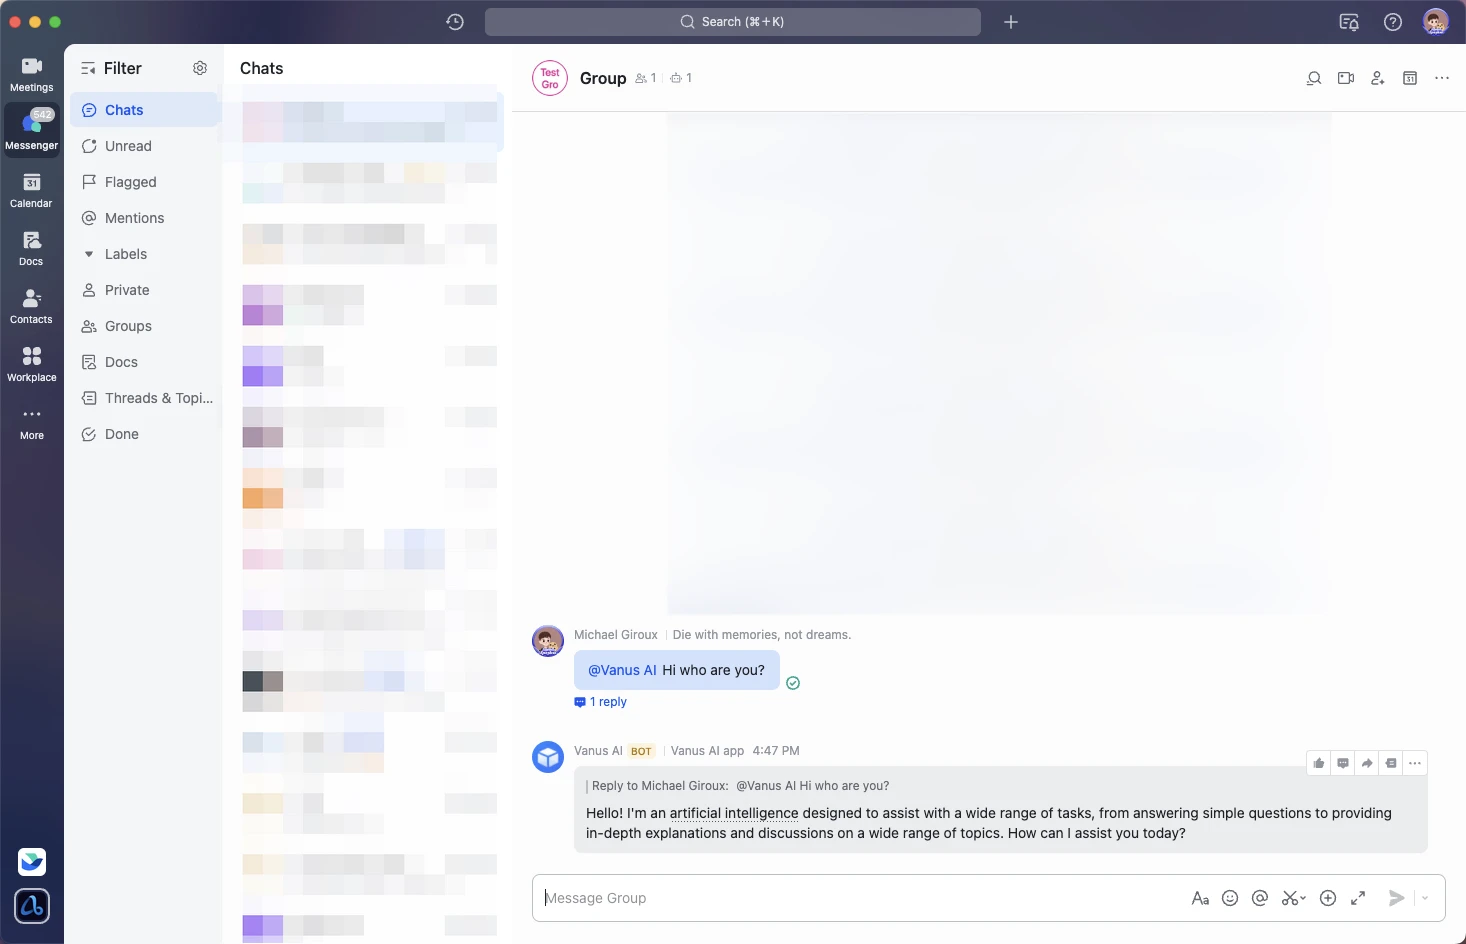 Search (⌘+K)
Meetings
542
Messenger
31
Calendar
Docs
Contacts
Workplace
More
Filter
Chats
Unread
Flagged
Mentions
Labels
Private
Groups
Docs
Threads & Topi...
Done
Chats
Test
Gro
Group
1
1
31
Michael Giroux
Die with memories, not dreams.
@Vanus AI Hi who are you?
1 reply
Vanus AI BOT Vanus AI app 4:47 PM
Reply to Michael Giroux: @Vanus AI Hi who are you?
Hello! I'm an artificial intelligence designed to assist with a wide range of tasks, from answering simple questions to providing
in-depth explanations and discussions on a wide range of topics. How can I assist you today?
Message Group
Aa